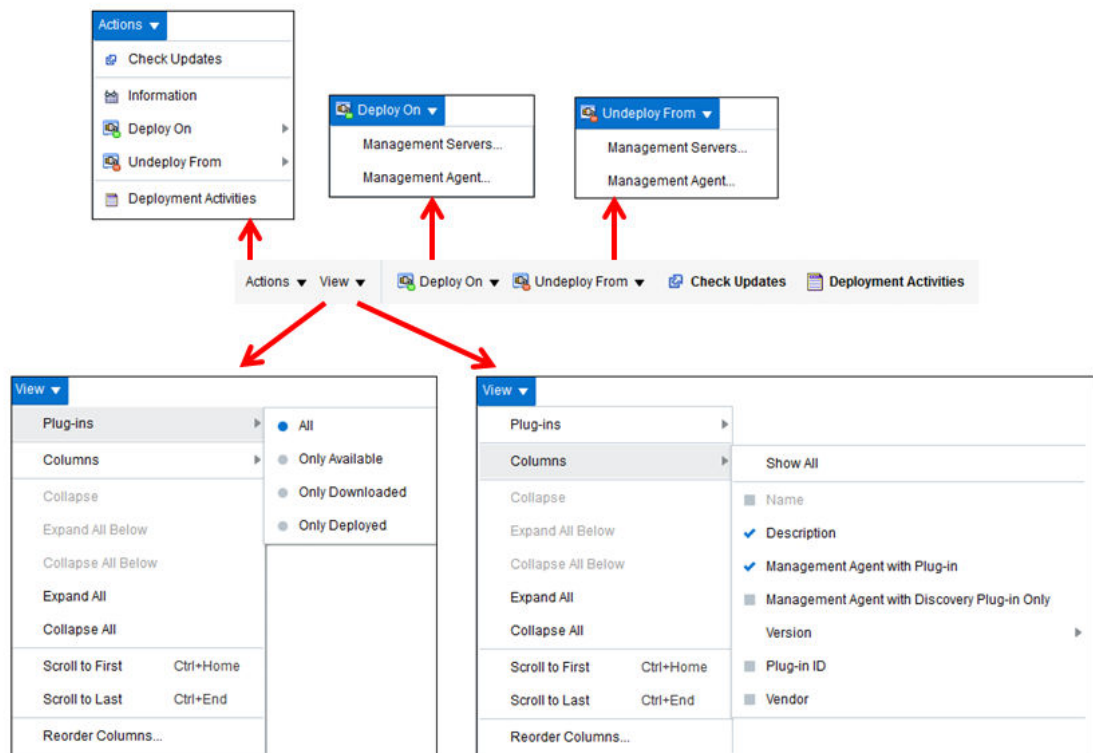 Actions
Check Updates
Information
Deploy On
Undeploy From
Deployment Activities
Deploy On
Management Servers...
Management Agent...
Undeploy From
Management Servers...
Management Agent...
Actions View Deploy On Undeploy From Check Updates Deployment Activities
View
Plug-ins
Columns
Collapse
Expand All Below
Collapse All Below
Expand All
Collapse All
Scroll to First Ctrl+Home
Scroll to Last Ctrl+End
Reorder Columns...
All
Only Available
Only Downloaded
Only Deployed
View
Plug-ins
Columns
Collapse
Expand All Below
Collapse All Below
Expand All
Collapse All
Scroll to First Ctrl+Home
Scroll to Last Ctrl+End
Reorder Columns...
Show All
Name
Description
Management Agent with Plug-in
Management Agent with Discovery Plug-in Only
Version
Plug-in ID
Vendor